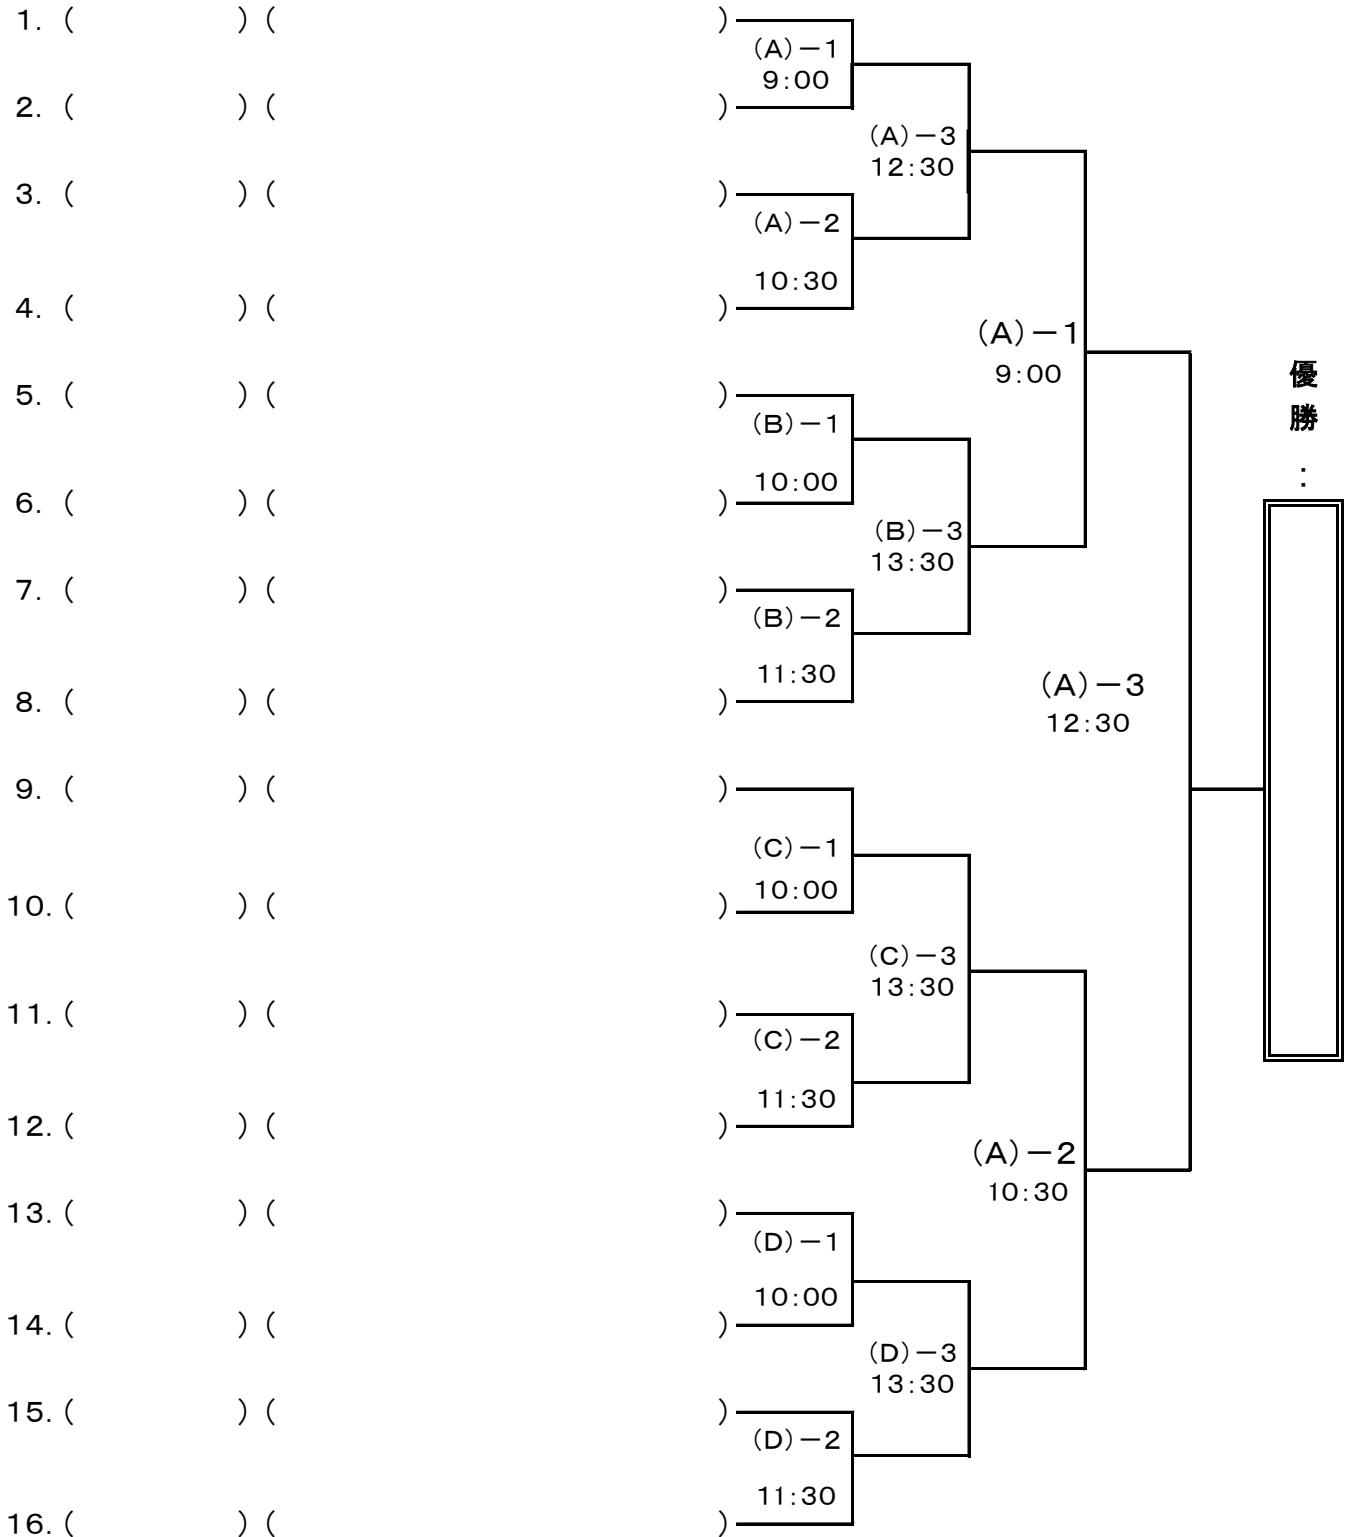 1. (　　　) (　　　)
(A)－1
9:00
2. (　　　) (　　　)
(A)－3
12:30
3. (　　　) (　　　)
(A)－2
10:30
4. (　　　) (　　　)
(A)－1
9:00
5. (　　　) (　　　)
(B)－1
10:00
6. (　　　) (　　　)
(B)－3
13:30
7. (　　　) (　　　)
(B)－2
11:30
8. (　　　) (　　　)
(A)－3
12:30
優勝:
9. (　　　) (　　　)
(C)－1
10:00
10. (　　　) (　　　)
(C)－3
13:30
11. (　　　) (　　　)
(C)－2
11:30
12. (　　　) (　　　)
(A)－2
10:30
13. (　　　) (　　　)
(D)－1
10:00
14. (　　　) (　　　)
(D)－3
13:30
15. (　　　) (　　　)
(D)－2
11:30
16. (　　　) (　　　)